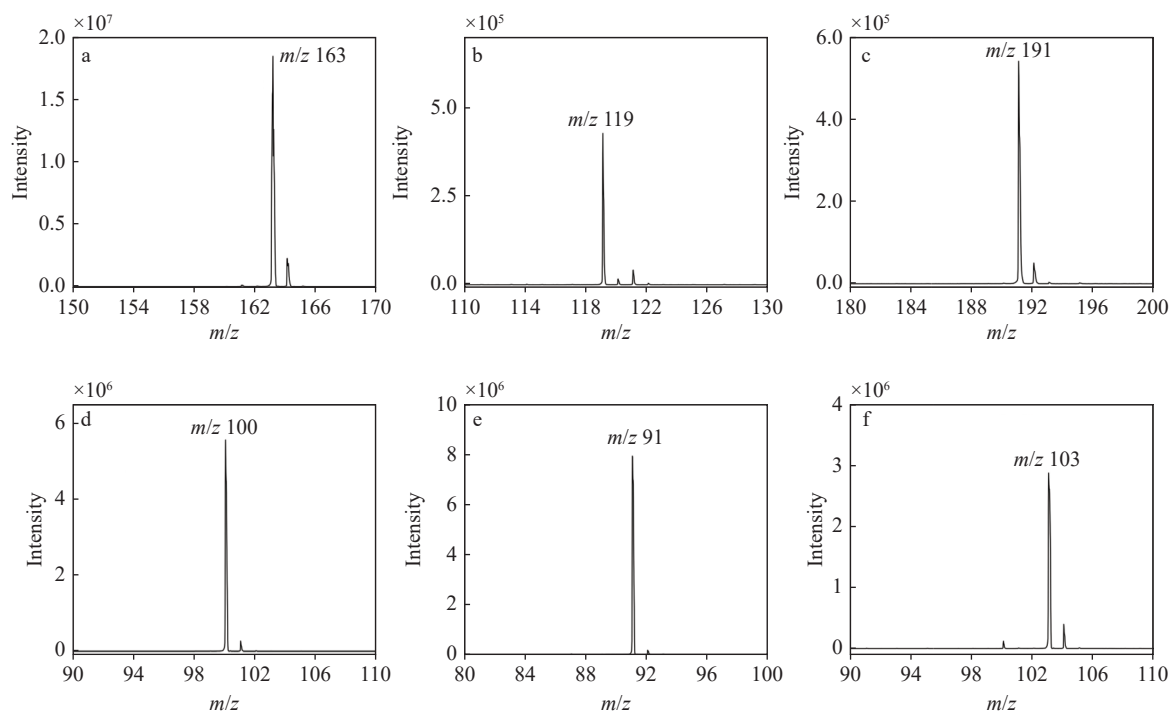 ×10⁷
2.0
a
m/z 163
1.5
1.0
0.5
0.0
Intensity
150 154 158 162 166 170
m/z
×10⁵
b
5.0
m/z 119
2.5
0.0
Intensity
110 114 118 122 126 130
m/z
×10⁵
6.0
c
m/z 191
4.0
2.0
0.0
Intensity
180 184 188 192 196 200
m/z
×10⁶
d
6
m/z 100
4
2
0
Intensity
90 94 98 102 106 110
m/z
×10⁶
10
e
m/z 91
8
6
4
2
0
Intensity
80 84 88 92 96 100
m/z
×10⁶
4
f
m/z 103
3
2
1
0
Intensity
90 94 98 102 106 110
m/z